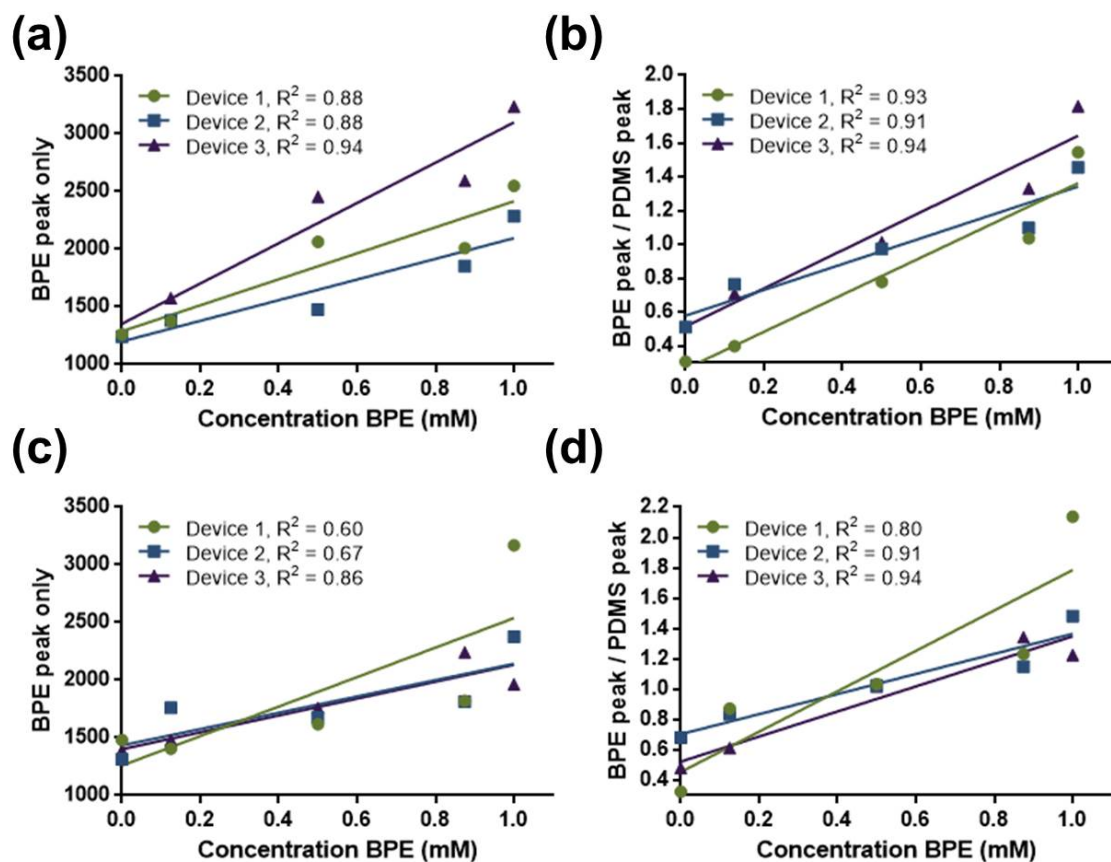 (a)
BPE peak only
3500
3000
2500
2000
1500
1000
Device 1, R² = 0.88
Device 2, R² = 0.88
Device 3, R² = 0.94
0.0 0.2 0.4 0.6 0.8 1.0
Concentration BPE (mM)
(b)
BPE peak / PDMS peak
2.0
1.8
1.6
1.4
1.2
1.0
0.8
0.6
0.4
Device 1, R² = 0.93
Device 2, R² = 0.91
Device 3, R² = 0.94
0.0 0.2 0.4 0.6 0.8 1.0
Concentration BPE (mM)
(c)
BPE peak only
3500
3000
2500
2000
1500
1000
Device 1, R² = 0.60
Device 2, R² = 0.67
Device 3, R² = 0.86
0.0 0.2 0.4 0.6 0.8 1.0
Concentration BPE (mM)
(d)
BPE peak / PDMS peak
2.2
2.0
1.8
1.6
1.4
1.2
1.0
0.8
0.6
0.4
Device 1, R² = 0.80
Device 2, R² = 0.91
Device 3, R² = 0.94
0.0 0.2 0.4 0.6 0.8 1.0
Concentration BPE (mM)